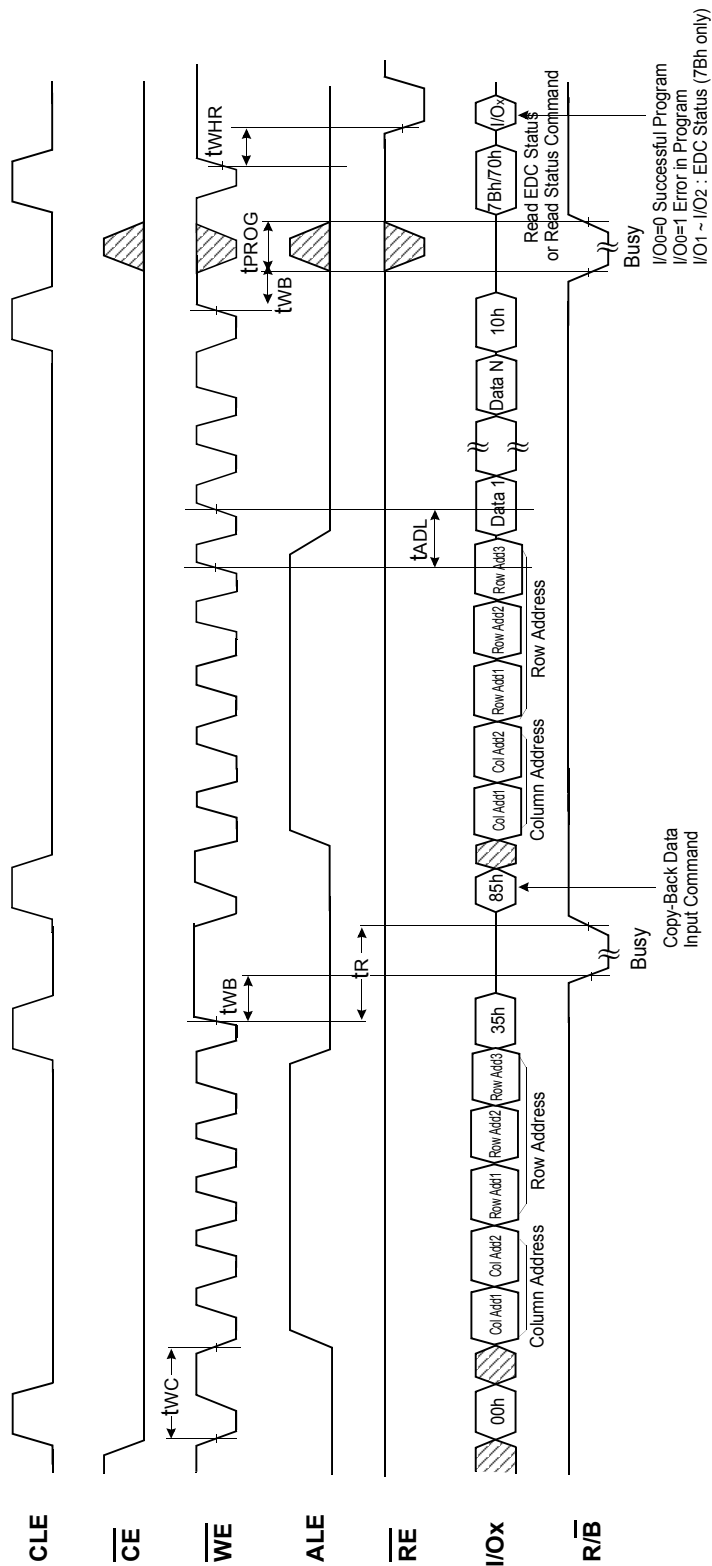 CLE
CE
WE
tWC
tWB
tADL
tWB
tPROG
tWHR
ALE
RE
tR
I/Ox
00h
Col Add1
Col Add2
Row Add1
Row Add2
Row Add3
35h
85h
Col Add1
Col Add2
Row Add1
Row Add2
Row Add3
Data 1
Data N
10h
7Bh/70h
I/Ox
Column Address
Row Address
Column Address
Row Address
Read EDC Status
or Read Status Command
R/B
Busy
Busy
Copy-Back Data
Input Command
I/O0=0 Successful Program
I/O0=1 Error in Program
I/O1 ~ I/O2 : EDC Status (7Bh only)